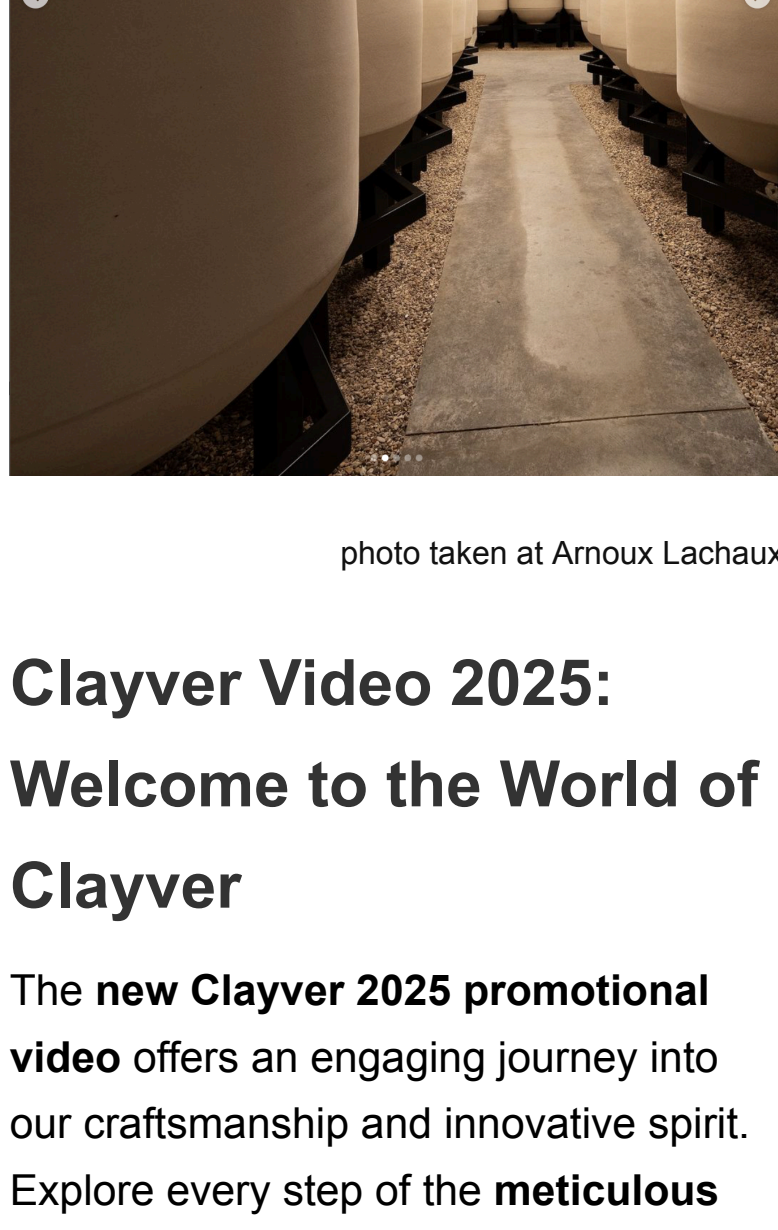 photo taken at Arnoux Lachaux
Clayver Video 2025:
Welcome to the World of
Clayver
The new Clayver 2025 promotional
video offers an engaging journey into
our craftsmanship and innovative spirit.
Explore every step of the meticulous